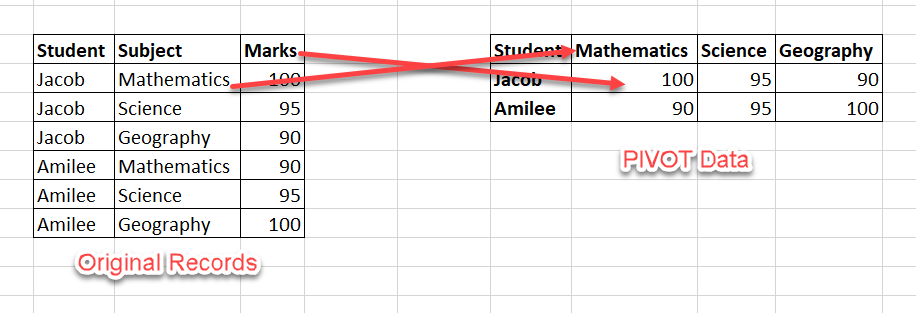 Student Subject Marks
Jacob Mathematics 100
Jacob Science 95
Jacob Geography 90
Amilee Mathematics 90
Amilee Science 95
Amilee Geography 100
Original Records
Student Mathematics Science Geography
Jacob 100 95 90
Amilee 90 95 100
PIVOT Data